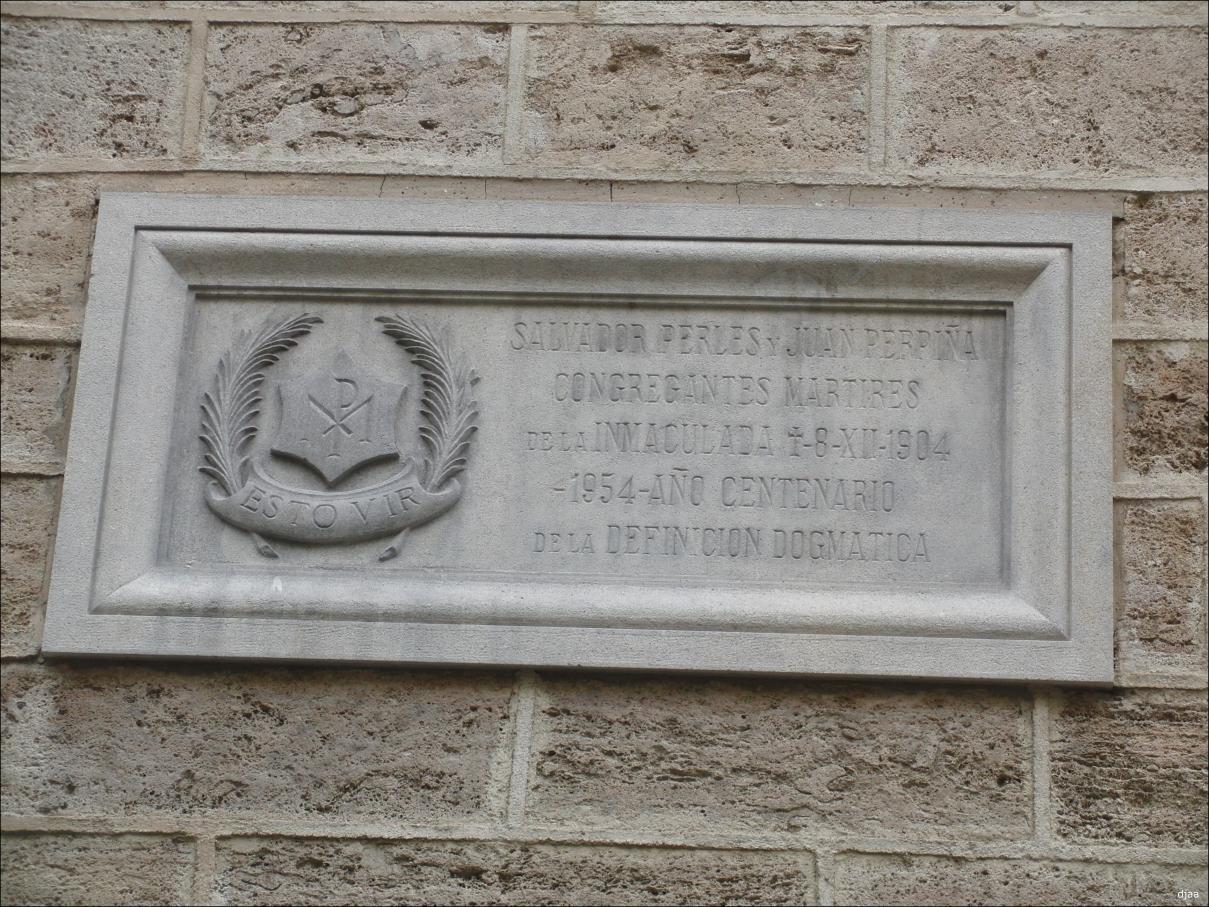 SALVADOR PERLES Y JUAN PERPIÑA
CONGREGANTES MARTIRES
DE LA INMACULADA ✝-8-XII-1904
-1954-AÑO CENTENARIO
DE LA DEFINICION DOGMATICA
ESTO VIR
djaa